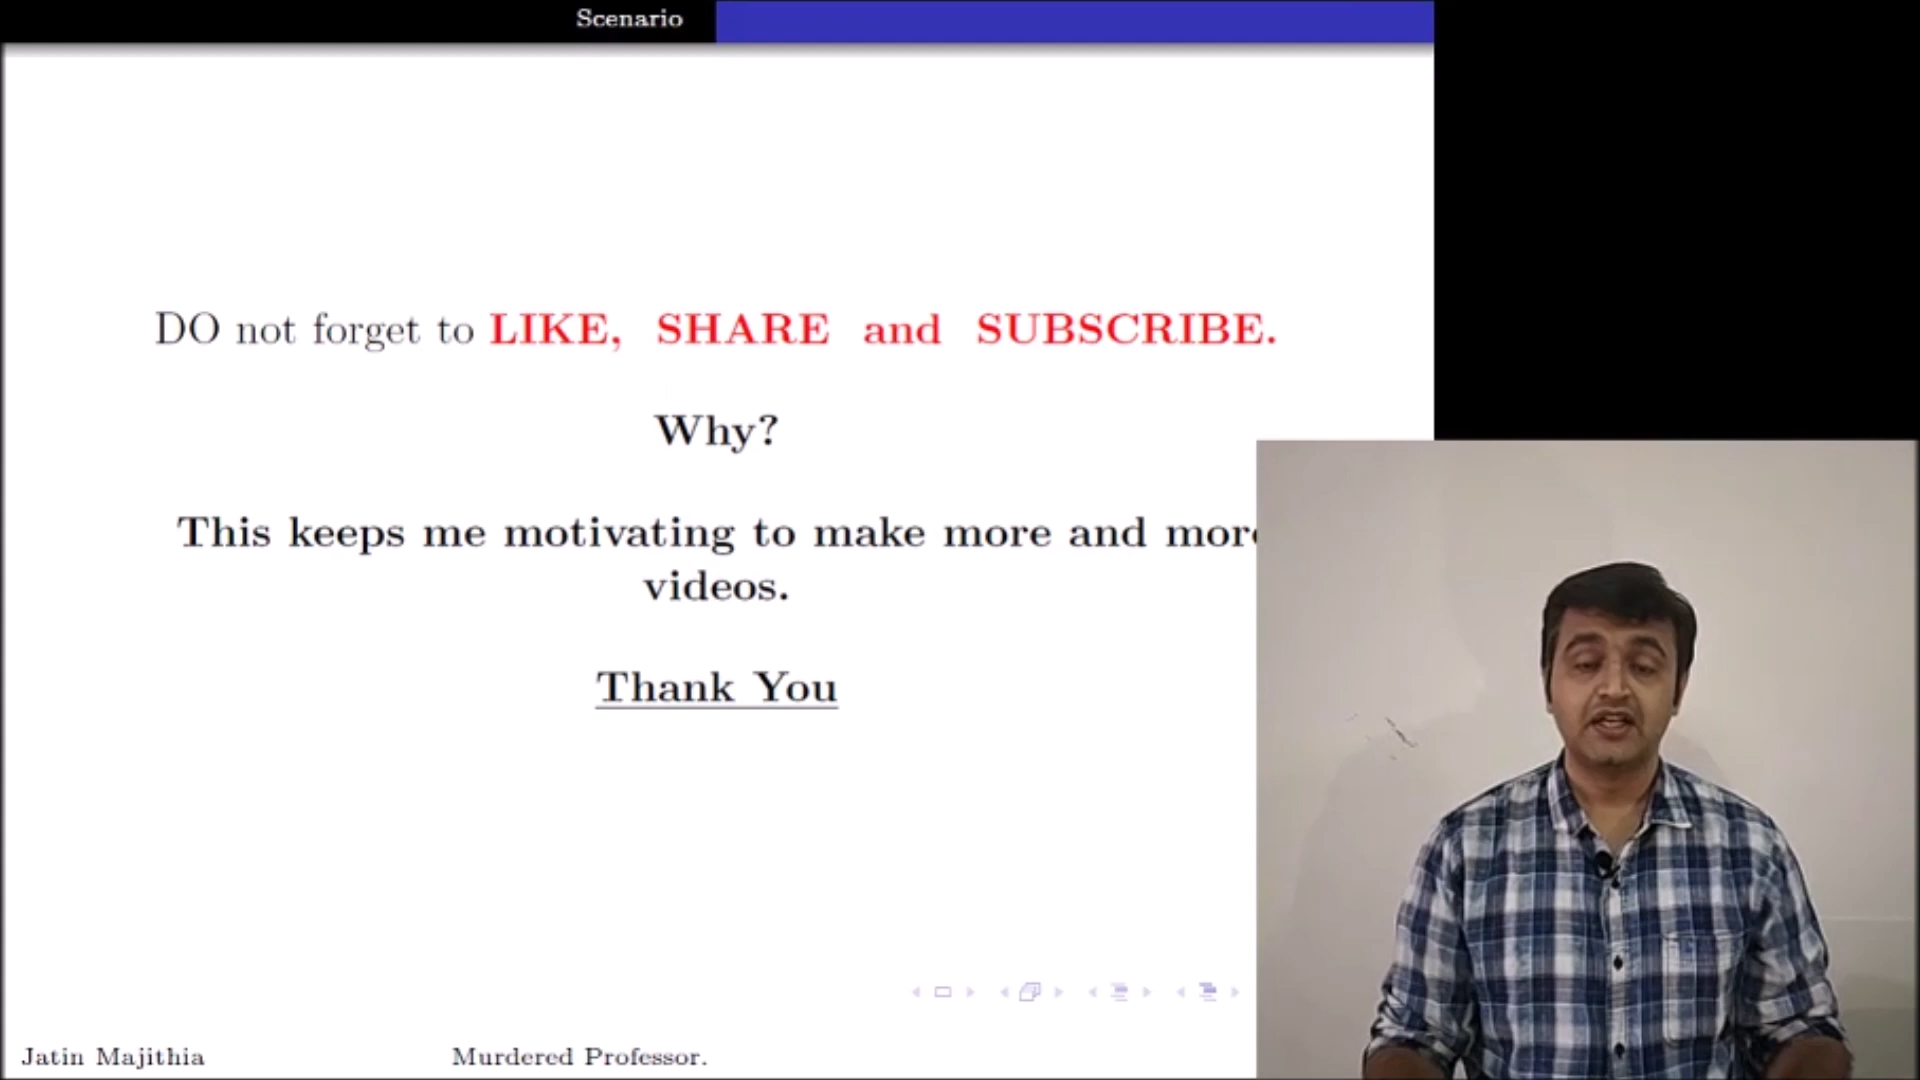 Scenario
DO not forget to LIKE, SHARE and SUBSCRIBE.
Why?
This keeps me motivating to make more and more
videos.
Thank You
Jatin Majithia Murdered Professor.